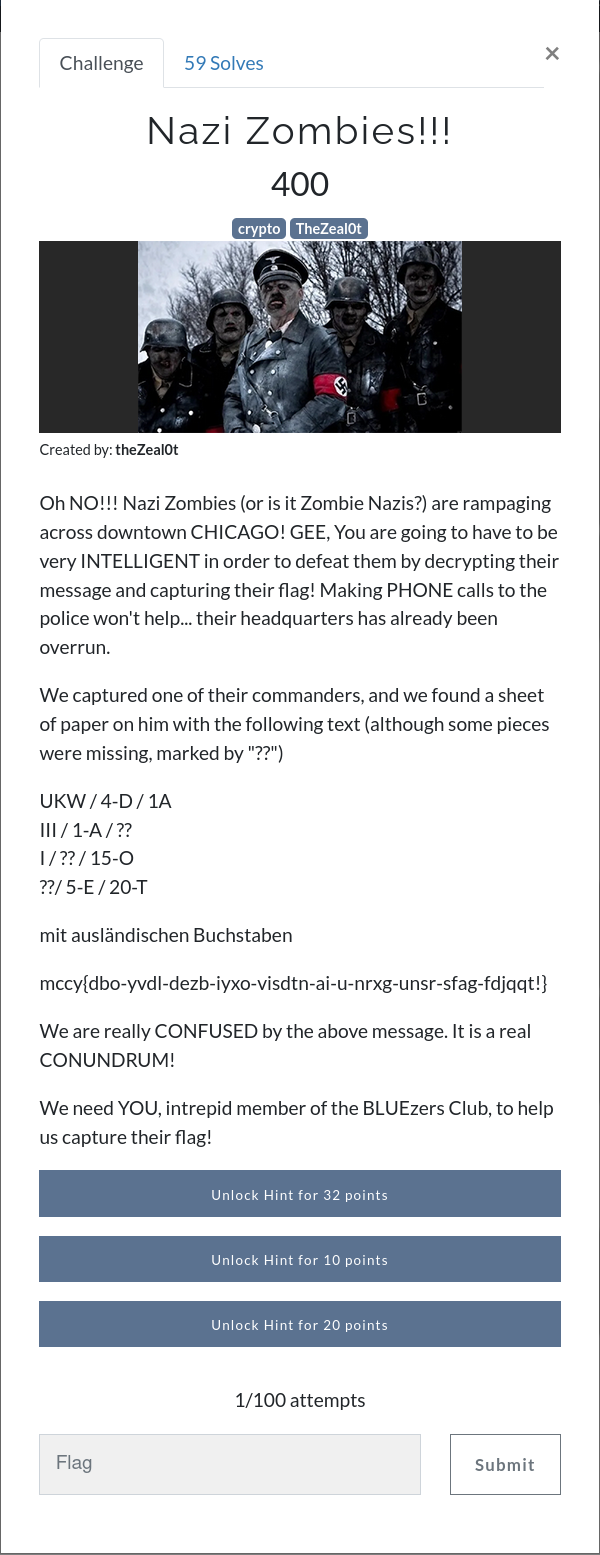 Challenge
59 Solves
×
Nazi Zombies!!!
400
crypto TheZeal0t
Created by: theZeal0t
Oh NO!!! Nazi Zombies (or is it Zombie Nazis?) are rampaging
across downtown CHICAGO! GEE, You are going to have to be
very INTELLIGENT in order to defeat them by decrypting their
message and capturing their flag! Making PHONE calls to the
police won't help... their headquarters has already been
overrun.
We captured one of their commanders, and we found a sheet
of paper on him with the following text (although some pieces
were missing, marked by "??")
UKW / 4-D / 1A
III / 1-A / ??
I / ?? / 15-O
??/ 5-E / 20-T
mit ausländischen Buchstaben
mccy{dbo-yvdl-dezb-iyxo-visdtn-ai-u-nrxg-unsr-sfag-fdjqqt!}
We are really CONFUSED by the above message. It is a real
CONUNDRUM!
We need YOU, intrepid member of the BLUEzers Club, to help
us capture their flag!
Unlock Hint for 32 points
Unlock Hint for 10 points
Unlock Hint for 20 points
1/100 attempts
Flag
Submit